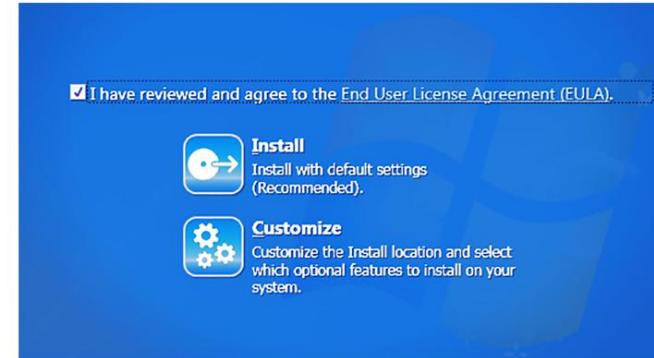 I have reviewed and agree to the End User License Agreement (EULA).
Install
Install with default settings
(Recommended).
Customize
Customize the Install location and select
which optional features to install on your
system.